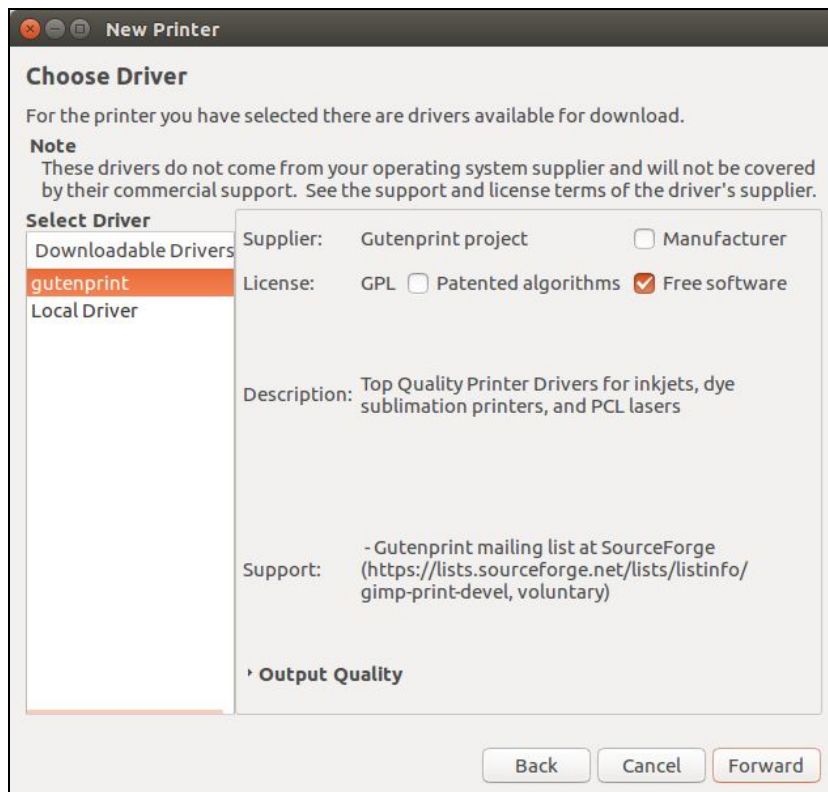 New Printer
Choose Driver
For the printer you have selected there are drivers available for download.
Note
These drivers do not come from your operating system supplier and will not be covered
by their commercial support. See the support and license terms of the driver's supplier.
Select Driver
Downloadable Drivers
gutenprint
Local Driver
Supplier: Gutenprint project Manufacturer
License: GPL Patented algorithms Free software
Description: Top Quality Printer Drivers for inkjets, dye
sublimation printers, and PCL lasers
Support: - Gutenprint mailing list at SourceForge
(https://lists.sourceforge.net/lists/listinfo/
gimp-print-devel, voluntary)
Output Quality
Back Cancel Forward